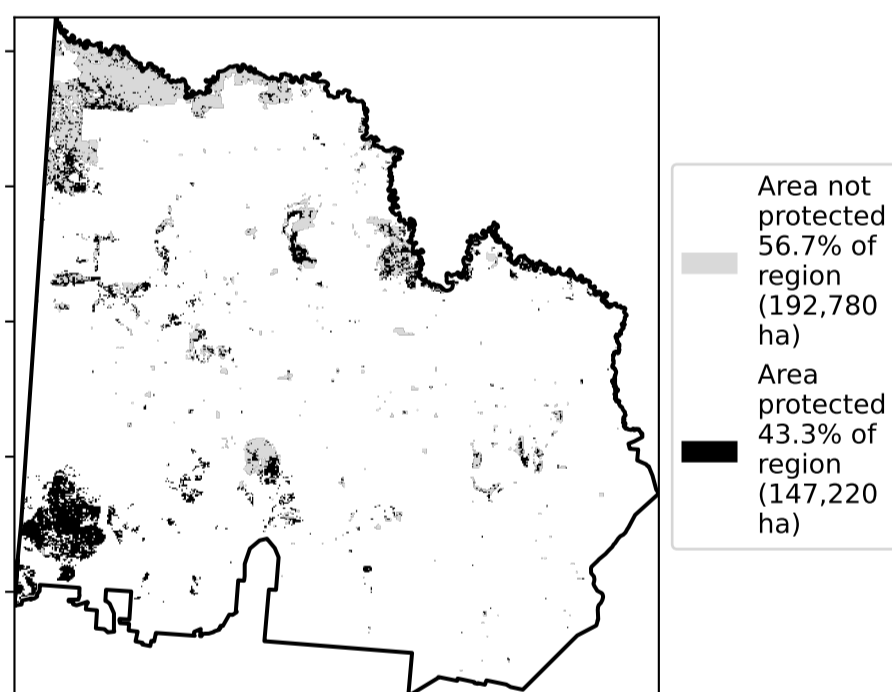 Area not
protected
56.7% of
region
(192,780
ha)
Area
protected
43.3% of
region
(147,220
ha)